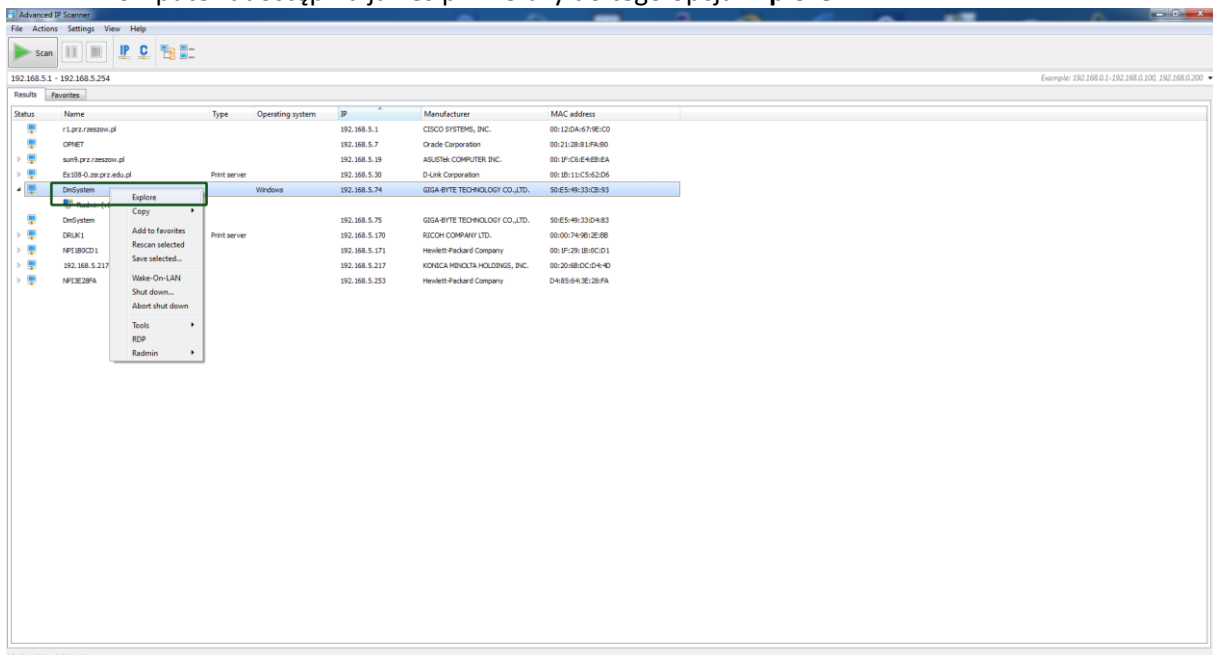 Advanced IP Scanner
File Actions Settings View Help
Scan IP C
192.168.5.1 - 192.168.5.254 Example: 192.168.0.1-192.168.0.100, 192.168.0.200
Results Favorites
Status Name Type Operating system IP Manufacturer MAC address
r1.prz.rzeszow.pl 192.168.5.1 CISCO SYSTEMS, INC. 00:12:DA:67:9E:C0
OPNET 192.168.5.7 Oracle Corporation 00:21:28:81:FA:80
sun9.prz.rzeszow.pl 192.168.5.19 ASUSTek COMPUTER INC. 00:1F:C6:E4:EB:EA
Es108-0.zsr.prz.edu.pl Print server 192.168.5.30 D-Link Corporation 00:1B:11:C5:62:D6
DmSystem Windows 192.168.5.74 GIGA-BYTE TECHNOLOGY CO.,LTD. 50:E5:49:33:CB:93
Explore
Copy
DmSystem 192.168.5.75 GIGA-BYTE TECHNOLOGY CO.,LTD. 50:E5:49:33:D4:83
Add to favorites
DRUK1 Print server 192.168.5.170 RICOH COMPANY LTD. 00:00:74:98:2E:BB
Rescan selected
NPI1B0CD1 192.168.5.171 Hewlett-Packard Company 00:1F:29:1B:0C:D1
Save selected...
192.168.5.217 192.168.5.217 KONICA MINOLTA HOLDINGS, INC. 00:20:6B:DC:D4:4D
Wake-On-LAN
NPI3E28FA 192.168.5.253 Hewlett-Packard Company D4:85:64:3E:28:FA
Shut down...
Abort shut down
Tools
RDP
Radmin